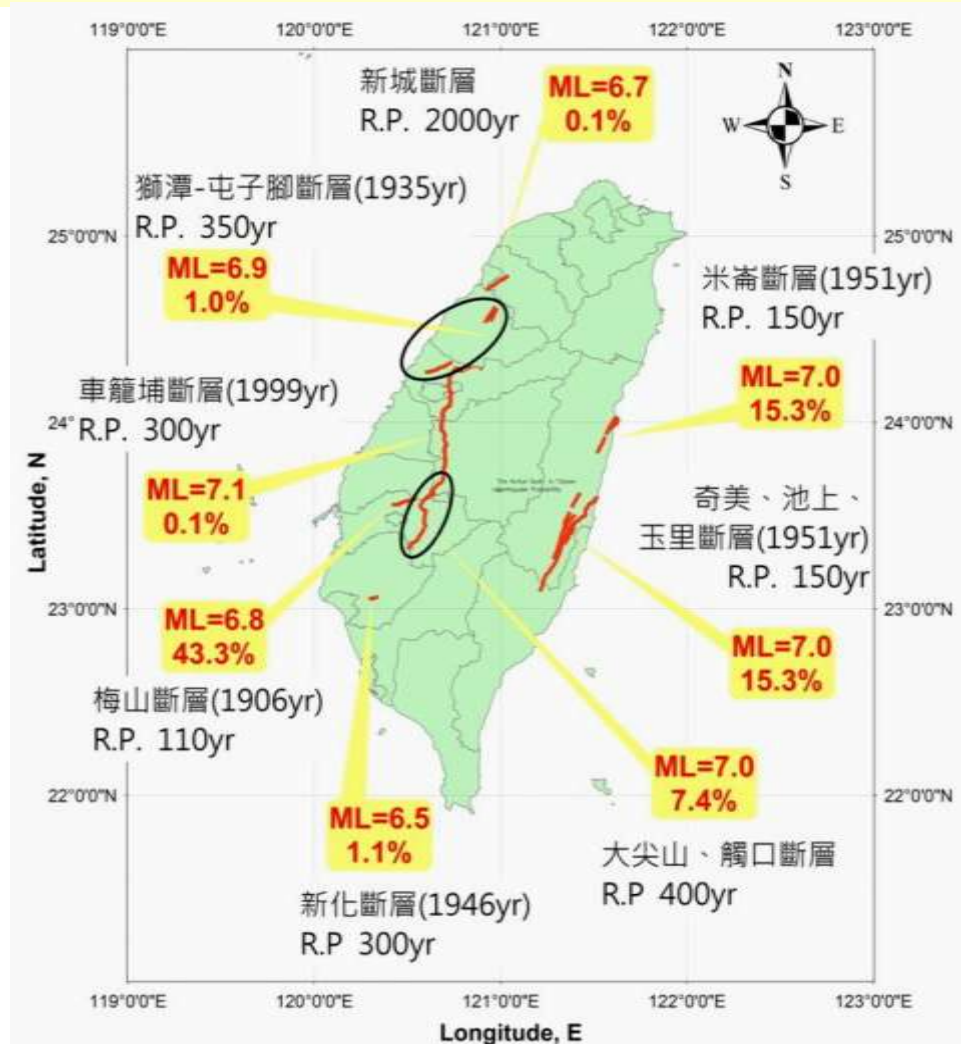 119°0'0"E
120°0'0"E
121°0'0"E
122°0'0"E
123°0'0"E
新城斷層
R.P. 2000yr
ML=6.7
0.1%
N
W
E
S
獅潭-屯子腳斷層(1935yr)
R.P. 350yr
25°0'0"N
25°0'0"N
ML=6.9
1.0%
米崙斷層(1951yr)
R.P. 150yr
車籠埔斷層(1999yr)
24°
R.P. 300yr
ML=7.0
15.3%
24°0'0"N
ML=7.1
0.1%
奇美、池上、
玉里斷層(1951yr)
R.P. 150yr
Latitude, N
23°0'0"N
23°0'0"N
ML=6.8
43.3%
ML=7.0
15.3%
梅山斷層(1906yr)
R.P. 110yr
22°0'0"N
22°0'0"N
ML=7.0
7.4%
ML=6.5
1.1%
大尖山、觸口斷層
R.P 400yr
新化斷層(1946yr)
R.P 300yr
119°0'0"E
120°0'0"E
121°0'0"E
122°0'0"E
123°0'0"E
Longitude, E